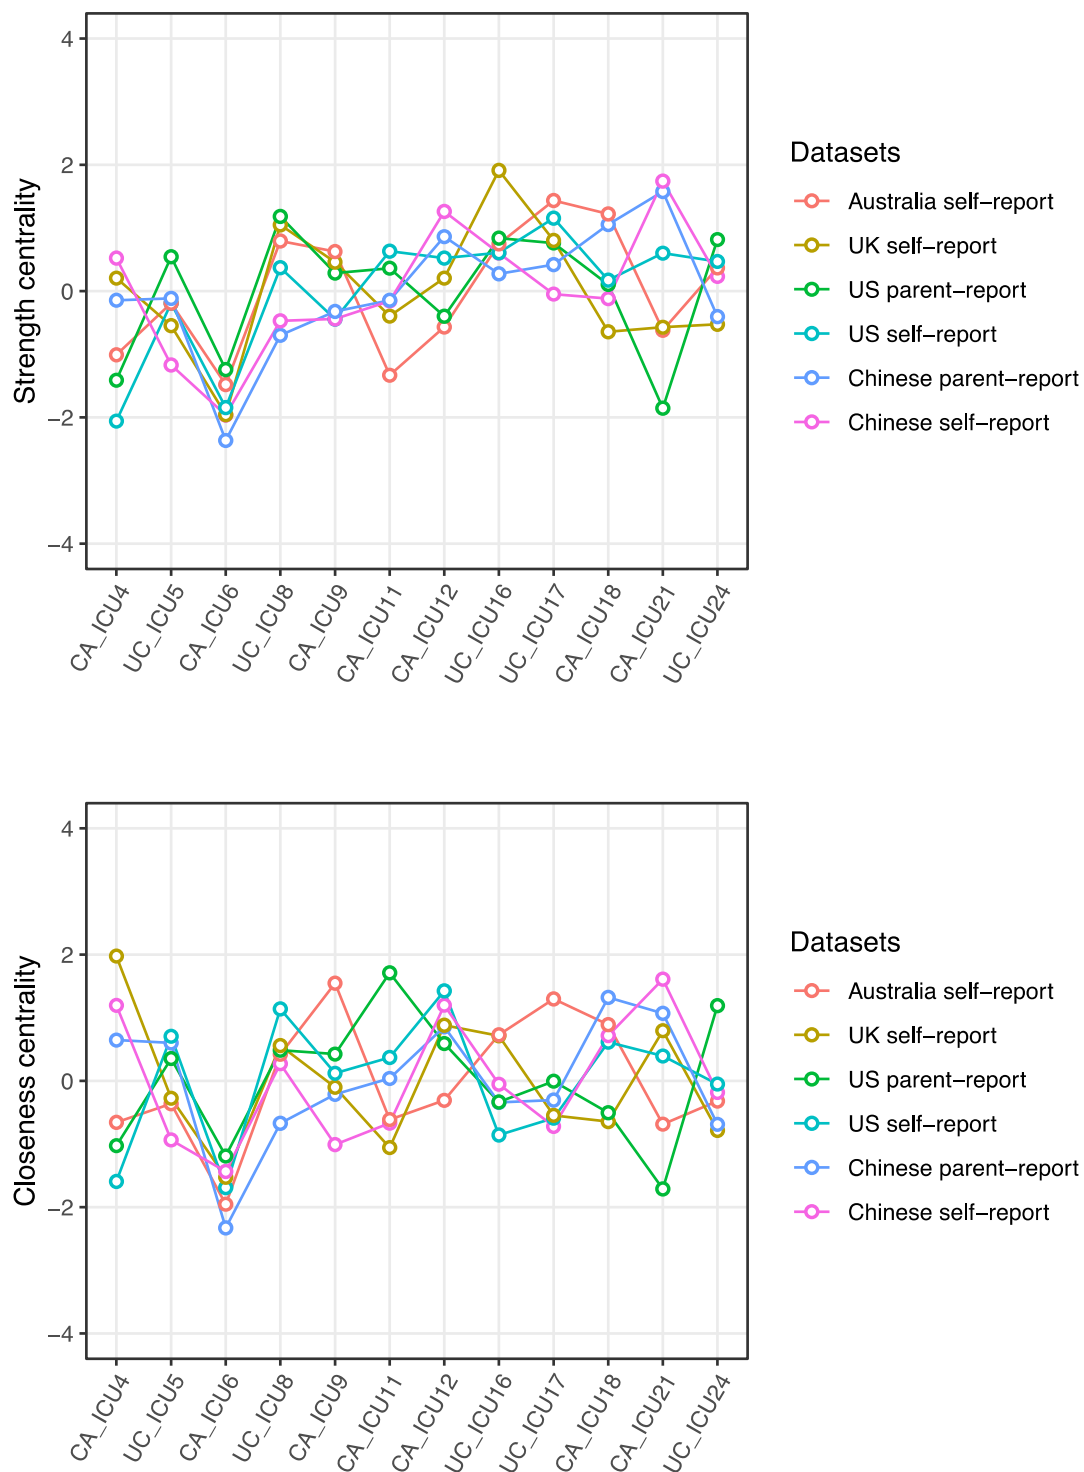 4
2
0
−2
−4
Strength centrality
CA_ICU4
UC_ICU5
CA_ICU6
UC_ICU8
CA_ICU9
CA_ICU11
CA_ICU12
UC_ICU16
UC_ICU17
CA_ICU18
CA_ICU21
UC_ICU24
Datasets
Australia self−report
UK self−report
US parent−report
US self−report
Chinese parent−report
Chinese self−report
4
2
0
−2
−4
Closeness centrality
CA_ICU4
UC_ICU5
CA_ICU6
UC_ICU8
CA_ICU9
CA_ICU11
CA_ICU12
UC_ICU16
UC_ICU17
CA_ICU18
CA_ICU21
UC_ICU24
Datasets
Australia self−report
UK self−report
US parent−report
US self−report
Chinese parent−report
Chinese self−report